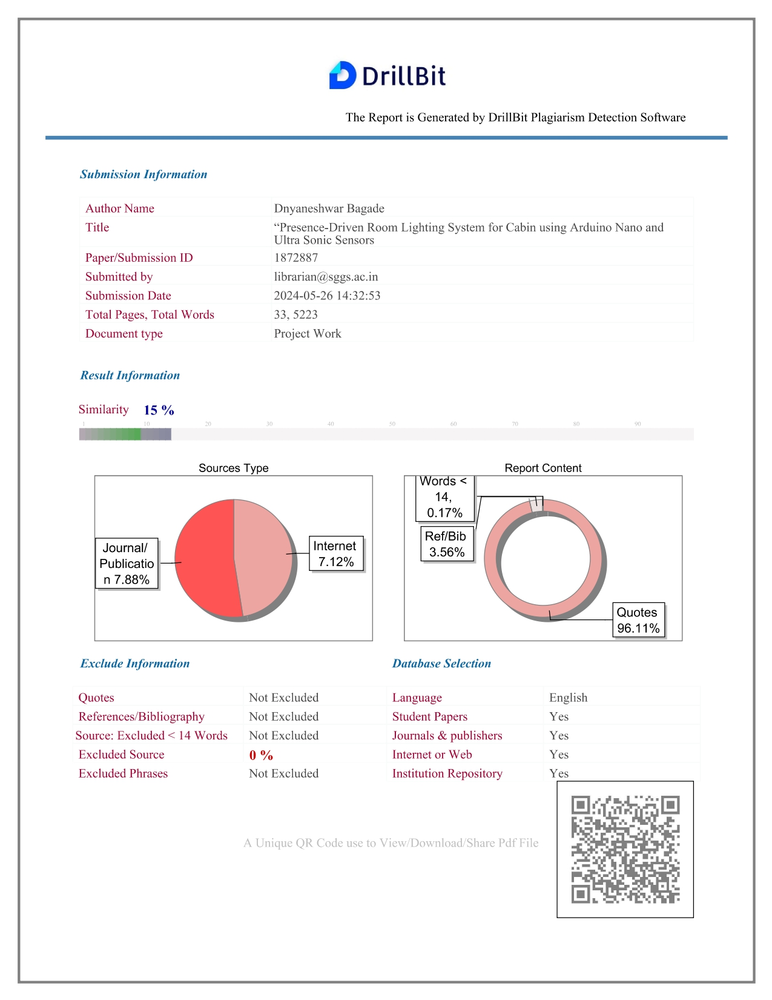 DrillBit
The Report is Generated by DrillBit Plagiarism Detection Software
Submission Information
Author Name Dnyaneshwar Bagade
Title “Presence-Driven Room Lighting System for Cabin using Arduino Nano and
Ultra Sonic Sensors
Paper/Submission ID 1872887
Submitted by librarian@sggs.ac.in
Submission Date 2024-05-26 14:32:53
Total Pages, Total Words 33, 5223
Document type Project Work
Result Information
Similarity 15 %
1 10 20 30 40 50 60 70 80 90
Sources Type
Journal/
Publicatio
n 7.88%
Internet
7.12%
Report Content
Words <
14,
0.17%
Ref/Bib
3.56%
Quotes
96.11%
Exclude Information
Quotes Not Excluded
References/Bibliography Not Excluded
Source: Excluded < 14 Words Not Excluded
Excluded Source 0 %
Excluded Phrases Not Excluded
Database Selection
Language English
Student Papers Yes
Journals & publishers Yes
Internet or Web Yes
Institution Repository Yes
A Unique QR Code use to View/Download/Share Pdf File